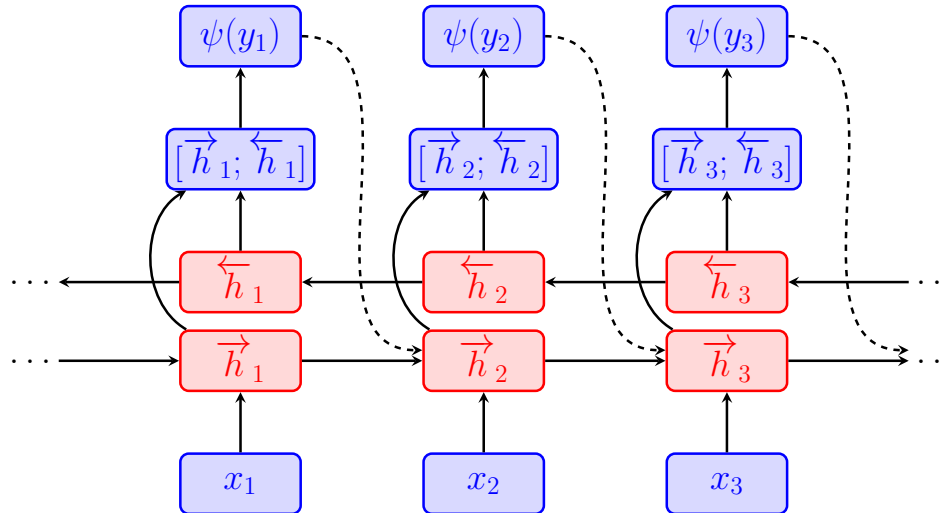 ψ(y₁) ψ(y₂) ψ(y₃)
[→h ₁; ←h ₁] [→h ₂; ←h ₂] [→h ₃; ←h ₃]
··· ←h ₁ ←h ₂ ←h ₃ ··
··· →h ₁ →h ₂ →h ₃ ··
x₁ x₂ x₃